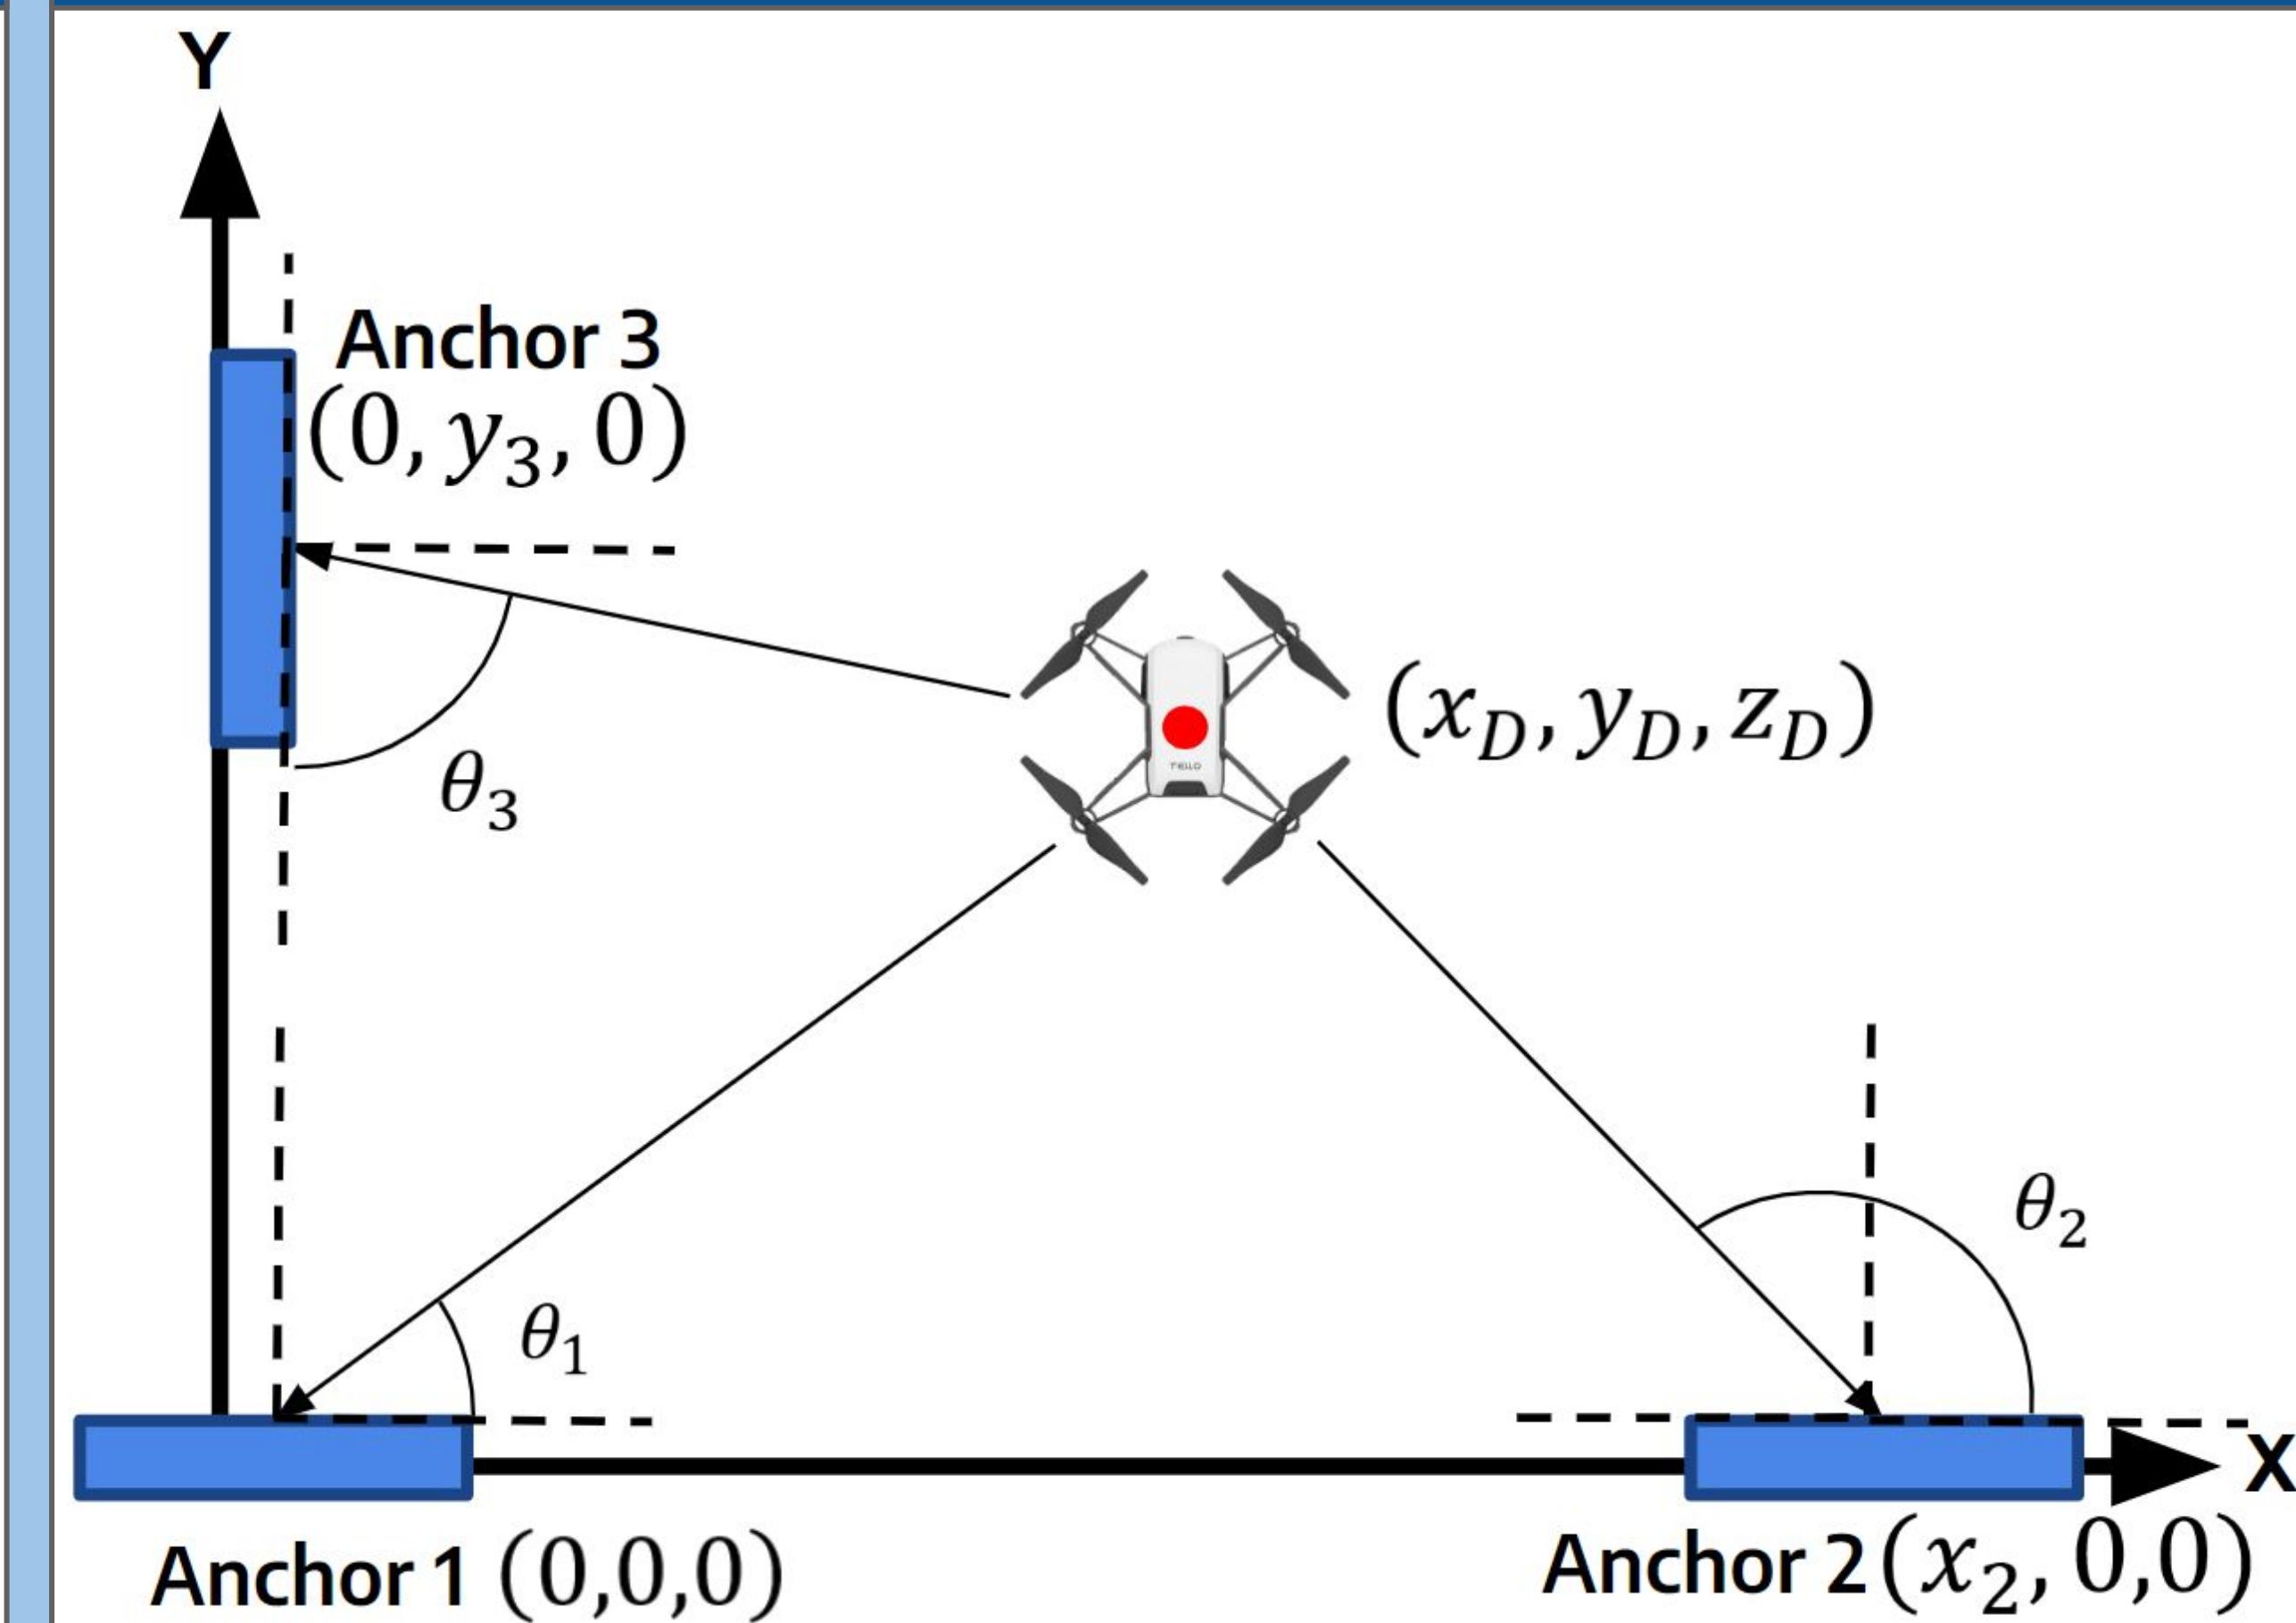 Y
Anchor 3
(0, y₃, 0)
(x_D, y_D, z_D)
TELLO
θ₃
θ₂
θ₁
X
Anchor 1 (0,0,0)
Anchor 2 (x₂, 0,0)